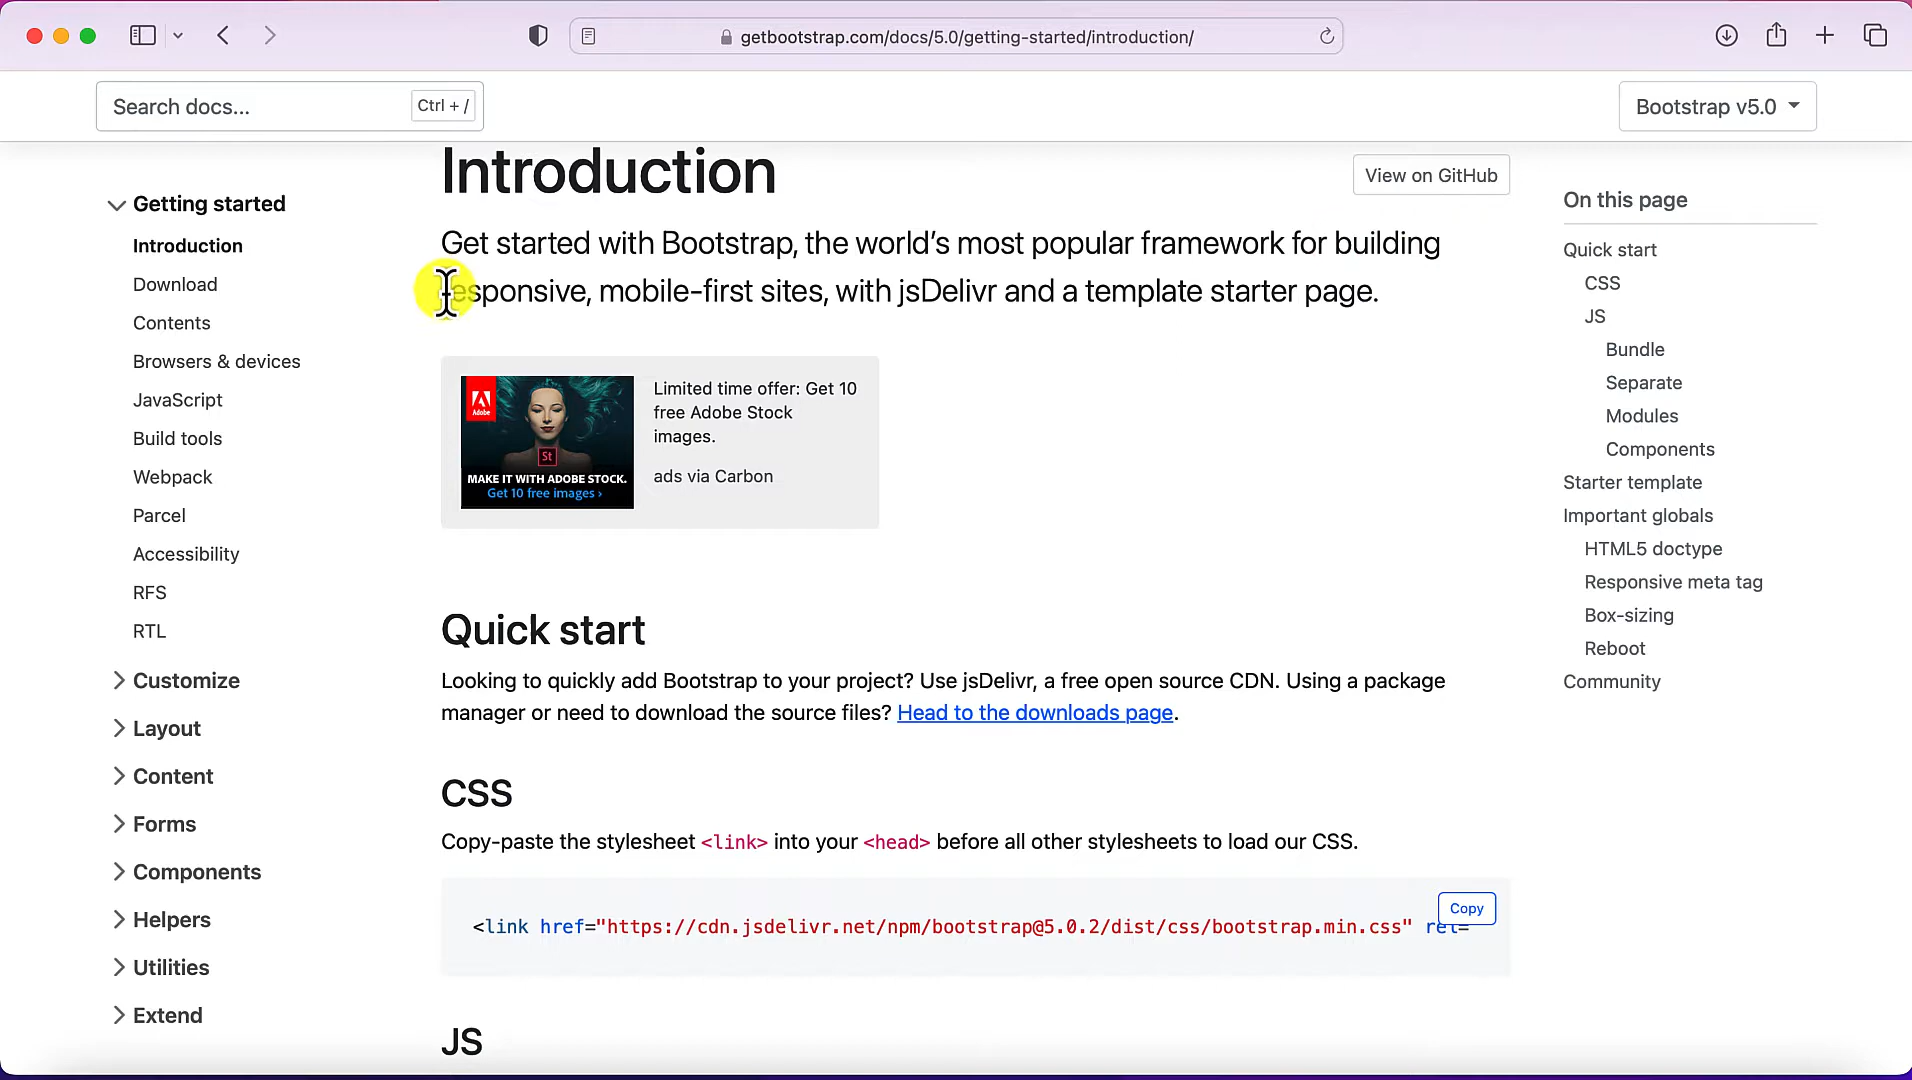 getbootstrap.com/docs/5.0/getting-started/introduction/
Search docs...
Ctrl + /
Bootstrap v5.0
Getting started
Introduction
Download
Contents
Browsers & devices
JavaScript
Build tools
Webpack
Parcel
Accessibility
RFS
RTL
Customize
Layout
Content
Forms
Components
Helpers
Utilities
Extend
Introduction
View on GitHub
Get started with Bootstrap, the world’s most popular framework for building
responsive, mobile-first sites, with jsDelivr and a template starter page.
Adobe
St
MAKE IT WITH ADOBE STOCK.
Get 10 free images ›
Limited time offer: Get 10
free Adobe Stock
images.
ads via Carbon
Quick start
Looking to quickly add Bootstrap to your project? Use jsDelivr, a free open source CDN. Using a package
manager or need to download the source files? Head to the downloads page.
CSS
Copy-paste the stylesheet <link> into your <head> before all other stylesheets to load our CSS.
Copy
<link href="https://cdn.jsdelivr.net/npm/bootstrap@5.0.2/dist/css/bootstrap.min.css" rel=
JS
On this page
Quick start
CSS
JS
Bundle
Separate
Modules
Components
Starter template
Important globals
HTML5 doctype
Responsive meta tag
Box-sizing
Reboot
Community